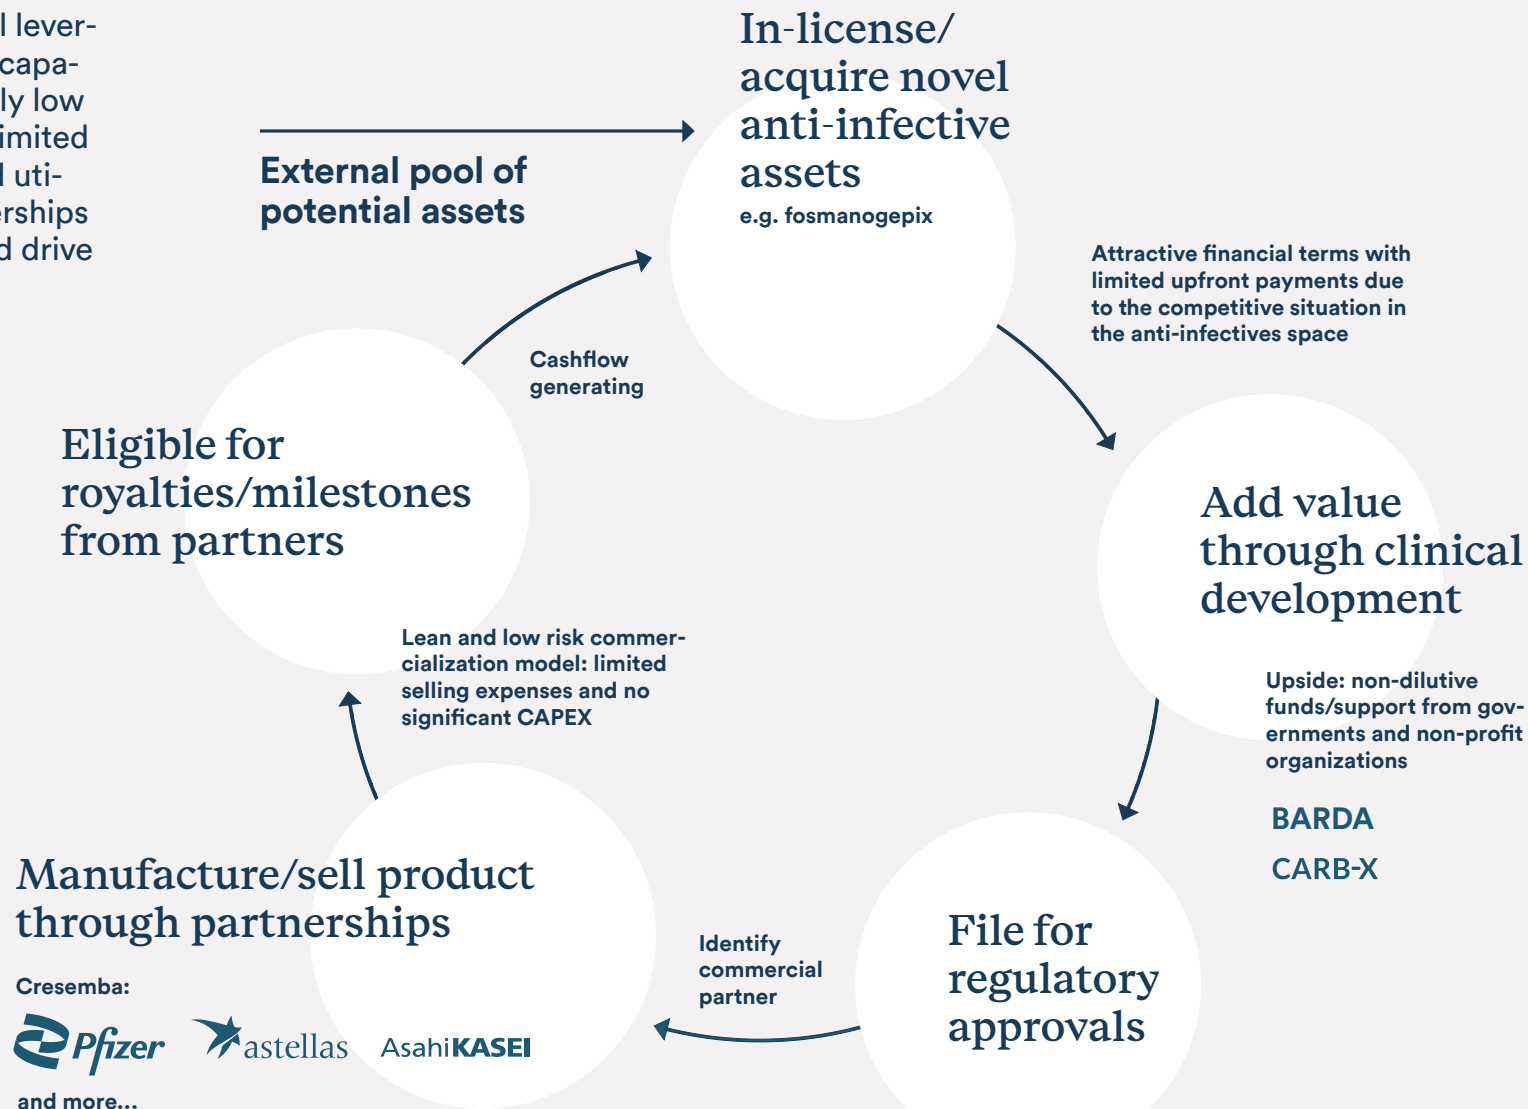 l lever-
capa-
ly low
imited
l uti-
erships
d drive
External pool of
potential assets
In-license/
acquire novel
anti-infective
assets
e.g. fosmanogepix
Attractive financial terms with
limited upfront payments due
to the competitive situation in
the anti-infectives space
Add value
through clinical
development
Upside: non-dilutive
funds/support from gov-
ernments and non-profit
organizations
BARDA
CARB-X
File for
regulatory
approvals
Identify
commercial
partner
Manufacture/sell product
through partnerships
Cresemba:
Pfizer
astellas
AsahiKASEI
and more...
Lean and low risk commer-
cialization model: limited
selling expenses and no
significant CAPEX
Eligible for
royalties/milestones
from partners
Cashflow
generating